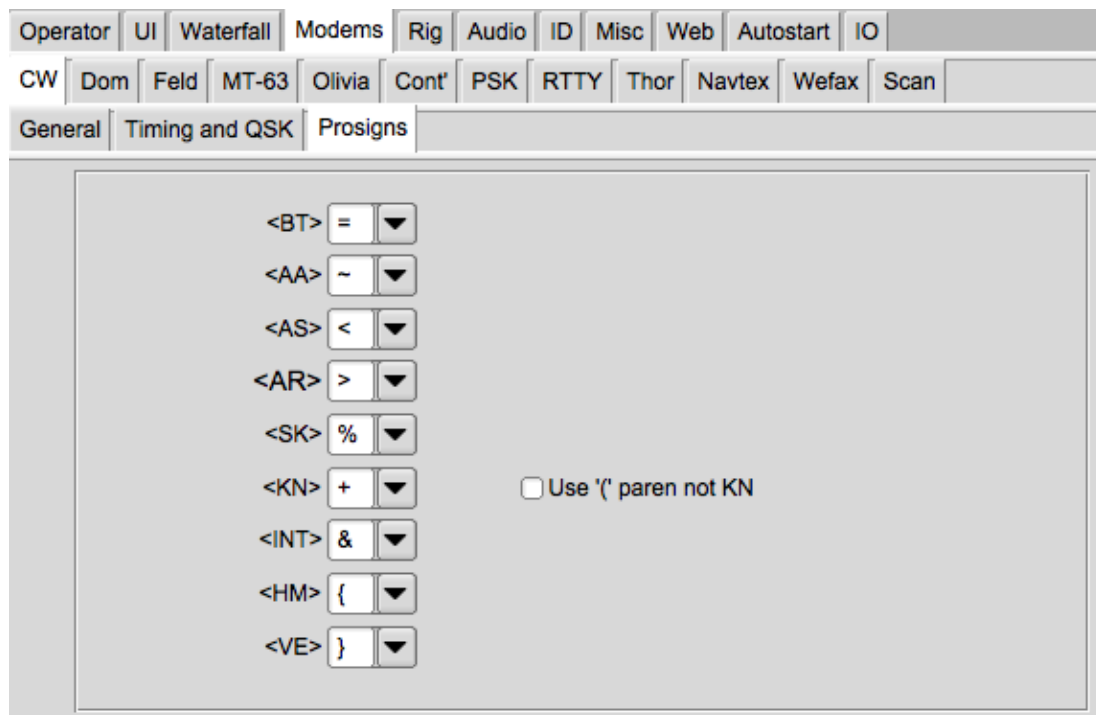 Operator UI Waterfall Modems Rig Audio ID Misc Web Autostart IO
CW Dom Feld MT-63 Olivia Cont' PSK RTTY Thor Navtex Wefax Scan
General Timing and QSK Prosigns
<BT> =
<AA> ~
<AS> <
<AR> >
<SK> %
<KN> + Use '(' paren not KN
<INT> &
<HM> {
<VE> }